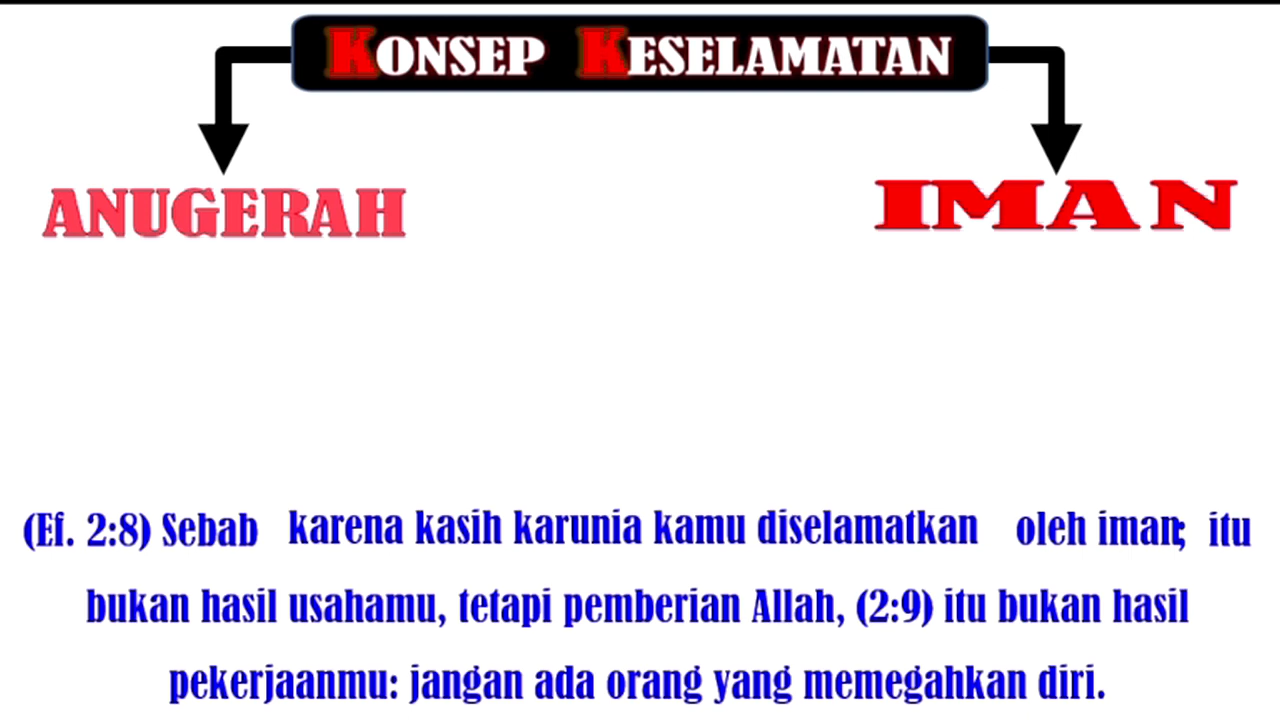 KONSEP KESELAMATAN
ANUGERAH
IMAN
(Ef. 2:8) Sebab karena kasih karunia kamu diselamatkan oleh iman; itu
bukan hasil usahamu, tetapi pemberian Allah, (2:9) itu bukan hasil
pekerjaanmu: jangan ada orang yang memegahkan diri.